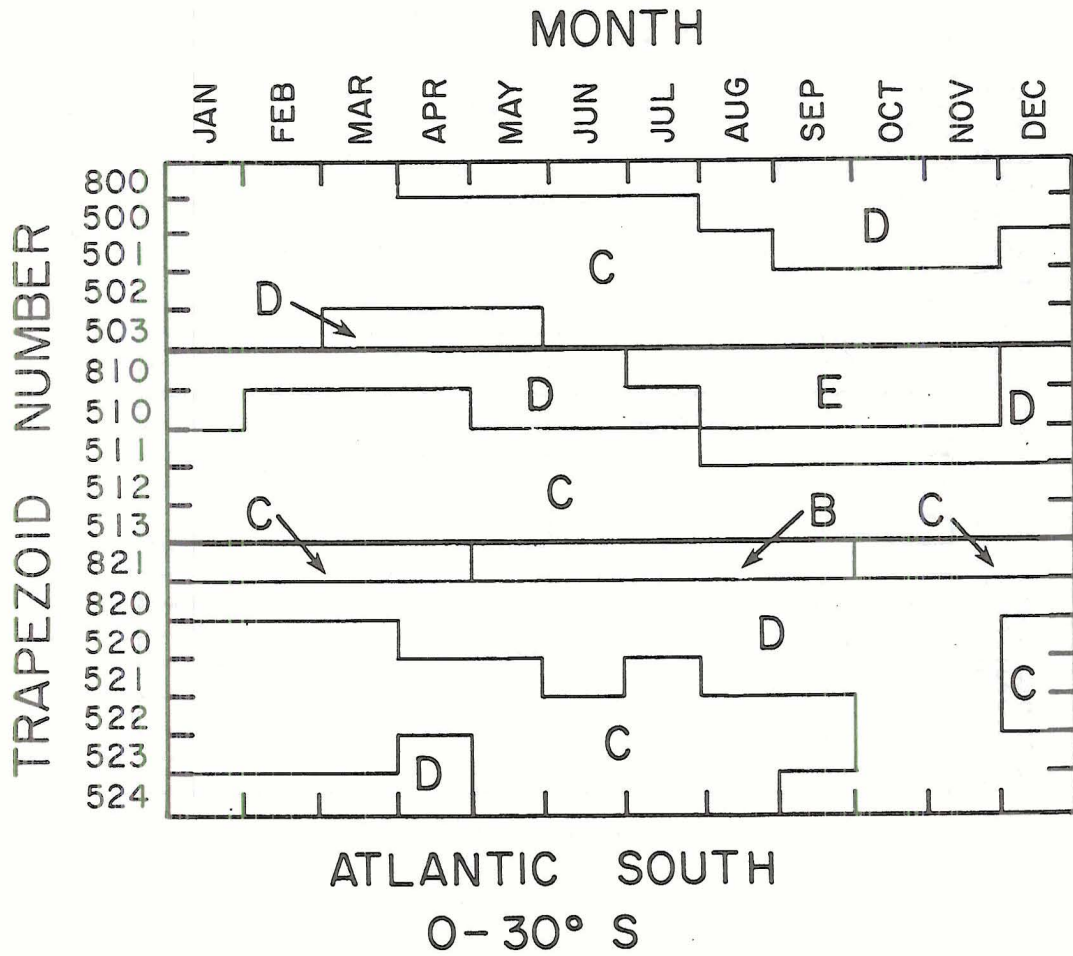 MONTH
JAN FEB MAR APR MAY JUN JUL AUG SEP OCT NOV DEC
TRAPEZOID NUMBER
800
500
501
502
503
810
510
511
512
513
821
820
520
521
522
523
524
D
C
D
D
E
D
C
C
B
C
D
C
C
D
ATLANTIC SOUTH
0-30° S